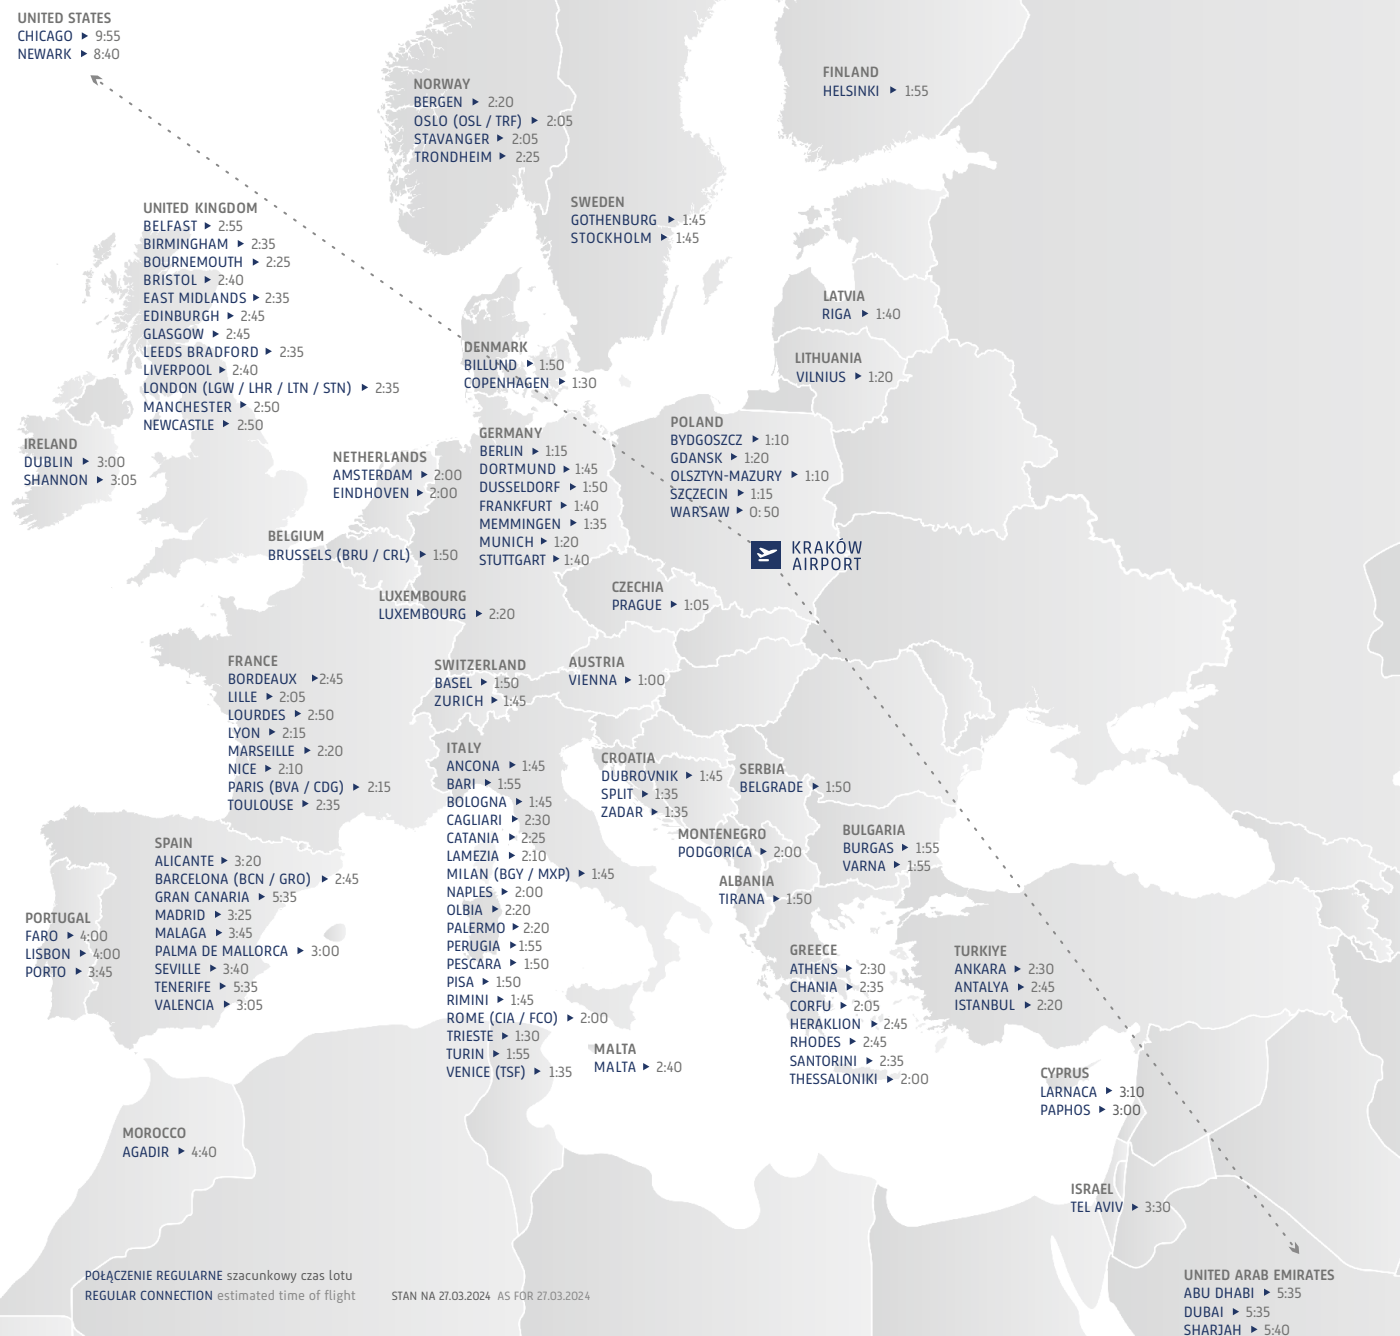 UNITED STATES
CHICAGO ▸ 9:55
NEWARK ▸ 8:40
NORWAY
BERGEN ▸ 2:20
OSLO (OSL / TRF) ▸ 2:05
STAVANGER ▸ 2:05
TRONDHEIM ▸ 2:25
FINLAND
HELSINKI ▸ 1:55
SWEDEN
GOTHENBURG ▸ 1:45
STOCKHOLM ▸ 1:45
UNITED KINGDOM
BELFAST ▸ 2:55
BIRMINGHAM ▸ 2:35
BOURNEMOUTH ▸ 2:25
BRISTOL ▸ 2:40
EAST MIDLANDS ▸ 2:35
EDINBURGH ▸ 2:45
GLASGOW ▸ 2:45
LEEDS BRADFORD ▸ 2:35
LIVERPOOL ▸ 2:40
LONDON (LGW / LHR / LTN / STN) ▸ 2:35
MANCHESTER ▸ 2:50
NEWCASTLE ▸ 2:50
LATVIA
RIGA ▸ 1:40
LITHUANIA
VILNIUS ▸ 1:20
DENMARK
BILLUND ▸ 1:50
COPENHAGEN ▸ 1:30
IRELAND
DUBLIN ▸ 3:00
SHANNON ▸ 3:05
NETHERLANDS
AMSTERDAM ▸ 2:00
EINDHOVEN ▸ 2:00
GERMANY
BERLIN ▸ 1:15
DORTMUND ▸ 1:45
DUSSELDORF ▸ 1:50
FRANKFURT ▸ 1:40
MEMMINGEN ▸ 1:35
MUNICH ▸ 1:20
STUTTGART ▸ 1:40
POLAND
BYDGOSZCZ ▸ 1:10
GDANSK ▸ 1:20
OLSZTYN-MAZURY ▸ 1:10
SZCZECIN ▸ 1:15
WARSAW ▸ 0:50
KRAKÓW
AIRPORT
BELGIUM
BRUSSELS (BRU / CRL) ▸ 1:50
LUXEMBOURG
LUXEMBOURG ▸ 2:20
CZECHIA
PRAGUE ▸ 1:05
FRANCE
BORDEAUX ▸ 2:45
LILLE ▸ 2:05
LOURDES ▸ 2:50
LYON ▸ 2:15
MARSEILLE ▸ 2:20
NICE ▸ 2:10
PARIS (BVA / CDG) ▸ 2:15
TOULOUSE ▸ 2:35
SWITZERLAND
BASEL ▸ 1:50
ZURICH ▸ 1:45
AUSTRIA
VIENNA ▸ 1:00
ITALY
ANCONA ▸ 1:45
BARI ▸ 1:55
BOLOGNA ▸ 1:45
CAGLIARI ▸ 2:30
CATANIA ▸ 2:25
LAMEZIA ▸ 2:10
MILAN (BGY / MXP) ▸ 1:45
NAPLES ▸ 2:00
OLBIA ▸ 2:20
PALERMO ▸ 2:20
PERUGIA ▸ 1:55
PESCARA ▸ 1:50
PISA ▸ 1:50
RIMINI ▸ 1:45
ROME (CIA / FCO) ▸ 2:00
TRIESTE ▸ 1:30
TURIN ▸ 1:55
VENICE (TSF) ▸ 1:35
CROATIA
DUBROVNIK ▸ 1:45
SPLIT ▸ 1:35
ZADAR ▸ 1:35
SERBIA
BELGRADE ▸ 1:50
MONTENEGRO
PODGORICA ▸ 2:00
BULGARIA
BURGAS ▸ 1:55
VARNA ▸ 1:55
ALBANIA
TIRANA ▸ 1:50
SPAIN
ALICANTE ▸ 3:20
BARCELONA (BCN / GRO) ▸ 2:45
GRAN CANARIA ▸ 5:35
MADRID ▸ 3:25
MALAGA ▸ 3:45
PALMA DE MALLORCA ▸ 3:00
SEVILLE ▸ 3:40
TENERIFE ▸ 5:35
VALENCIA ▸ 3:05
PORTUGAL
FARO ▸ 4:00
LISBON ▸ 4:00
PORTO ▸ 3:45
GREECE
ATHENS ▸ 2:30
CHANIA ▸ 2:35
CORFU ▸ 2:05
HERAKLION ▸ 2:45
RHODES ▸ 2:45
SANTORINI ▸ 2:35
THESSALONIKI ▸ 2:00
TURKIYE
ANKARA ▸ 2:30
ANTALYA ▸ 2:45
ISTANBUL ▸ 2:20
MALTA
MALTA ▸ 2:40
CYPRUS
LARNACA ▸ 3:10
PAPHOS ▸ 3:00
MOROCCO
AGADIR ▸ 4:40
ISRAEL
TEL AVIV ▸ 3:30
UNITED ARAB EMIRATES
ABU DHABI ▸ 5:35
DUBAI ▸ 5:35
SHARJAH ▸ 5:40
POŁĄCZENIE REGULARNE szacunkowy czas lotu
REGULAR CONNECTION estimated time of flight
STAN NA 27.03.2024 AS FOR 27.03.2024